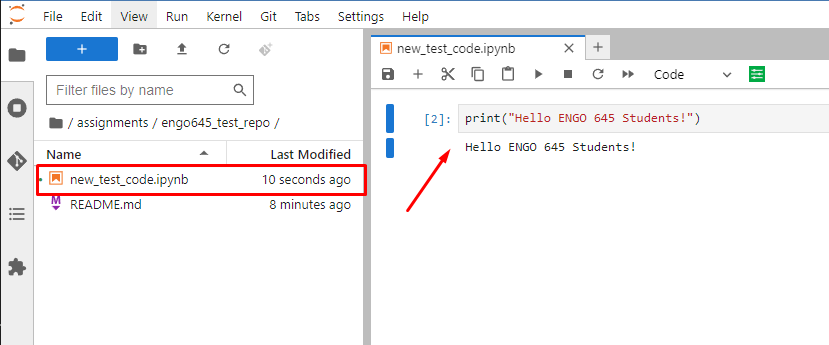 File Edit View Run Kernel Git Tabs Settings Help
new_test_code.ipynb
Code
Filter files by name
/ assignments / engo645_test_repo /
Name Last Modified
new_test_code.ipynb 10 seconds ago
README.md 8 minutes ago
[2]: print("Hello ENGO 645 Students!")
Hello ENGO 645 Students!